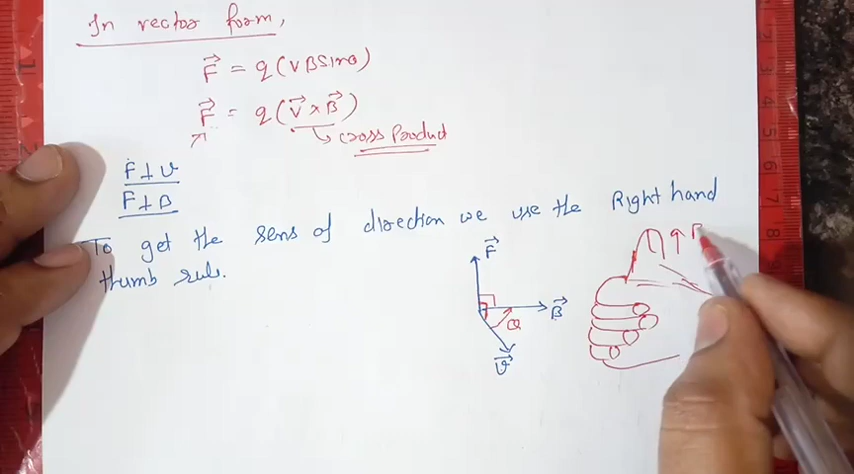 In vector form,
F⃗ = q(VBSinθ)
F⃗ = q(V⃗ × B⃗)
↳ Cross Product
F⊥v
F⊥B
To get the sens of direction we use the Right hand
thumb rule.
F⃗
B⃗
θ
v⃗